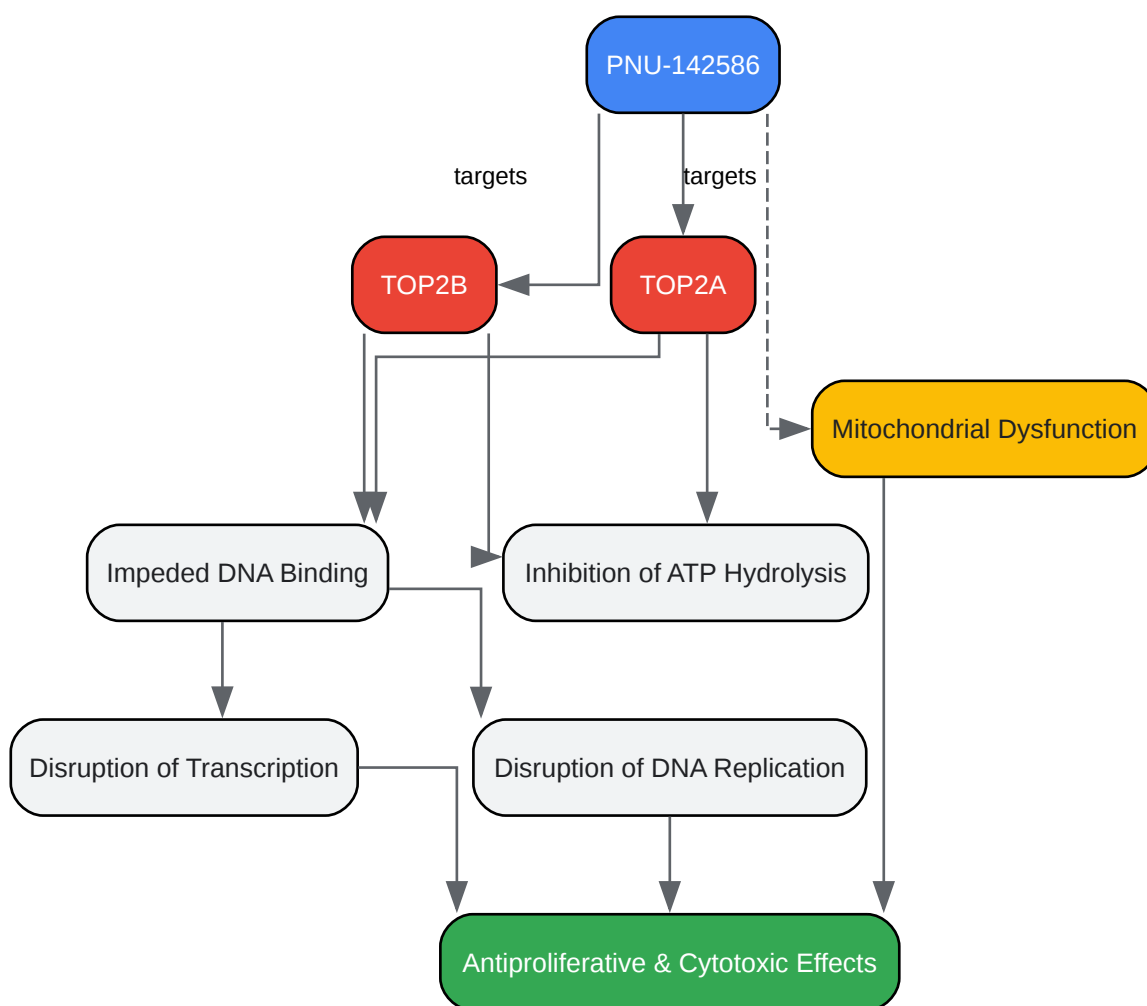 PNU-142586
targets
targets
TOP2B
TOP2A
Mitochondrial Dysfunction
Impeded DNA Binding
Inhibition of ATP Hydrolysis
Disruption of Transcription
Disruption of DNA Replication
Antiproliferative & Cytotoxic Effects